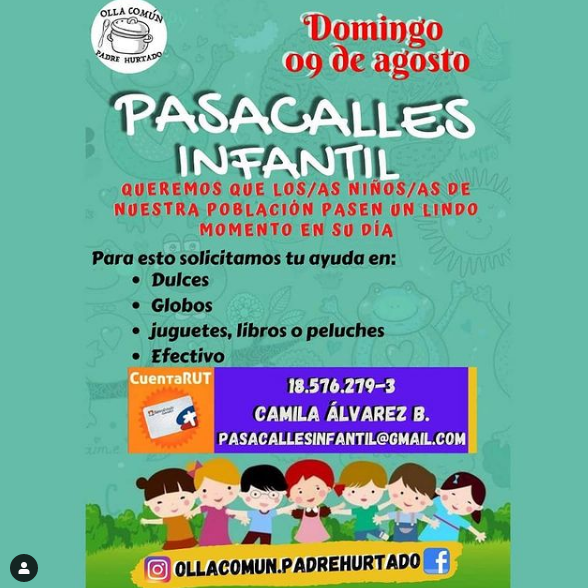 OLLA COMÚN
PADRE HURTADO
Domingo
09 de agosto
PASACALLES
INFANTIL
QUEREMOS QUE LOS/AS NIÑOS/AS DE
NUESTRA POBLACIÓN PASEN UN LINDO
MOMENTO EN SU DÍA
Para esto solicitamos tu ayuda en:
• Dulces
• Globos
• juguetes, libros o peluches
• Efectivo
CUENTARUT
18.576.279-3
CAMILA ÁLVAREZ B.
PASACALLESINFANTIL@GMAIL.COM
OLLACOMUN.PADREHURTADO